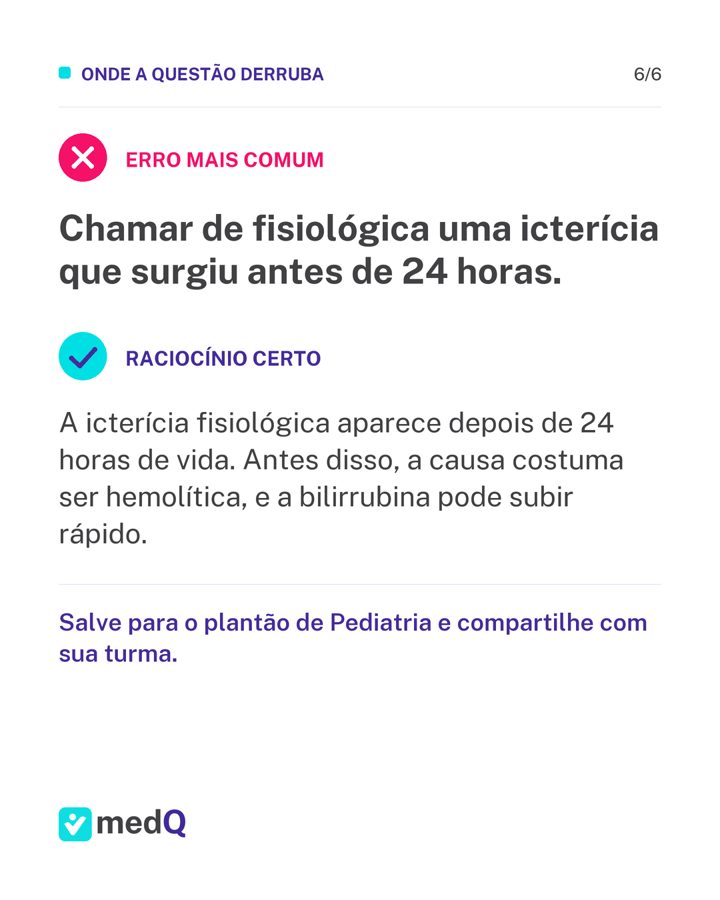 ONDE A QUESTÃO DERRUBA
6/6
ERRO MAIS COMUM
Chamar de fisiológica uma icterícia
que surgiu antes de 24 horas.
RACIOCÍNIO CERTO
A icterícia fisiológica aparece depois de 24
horas de vida. Antes disso, a causa costuma
ser hemolítica, e a bilirrubina pode subir
rápido.
Salve para o plantão de Pediatria e compartilhe com
sua turma.
medQ